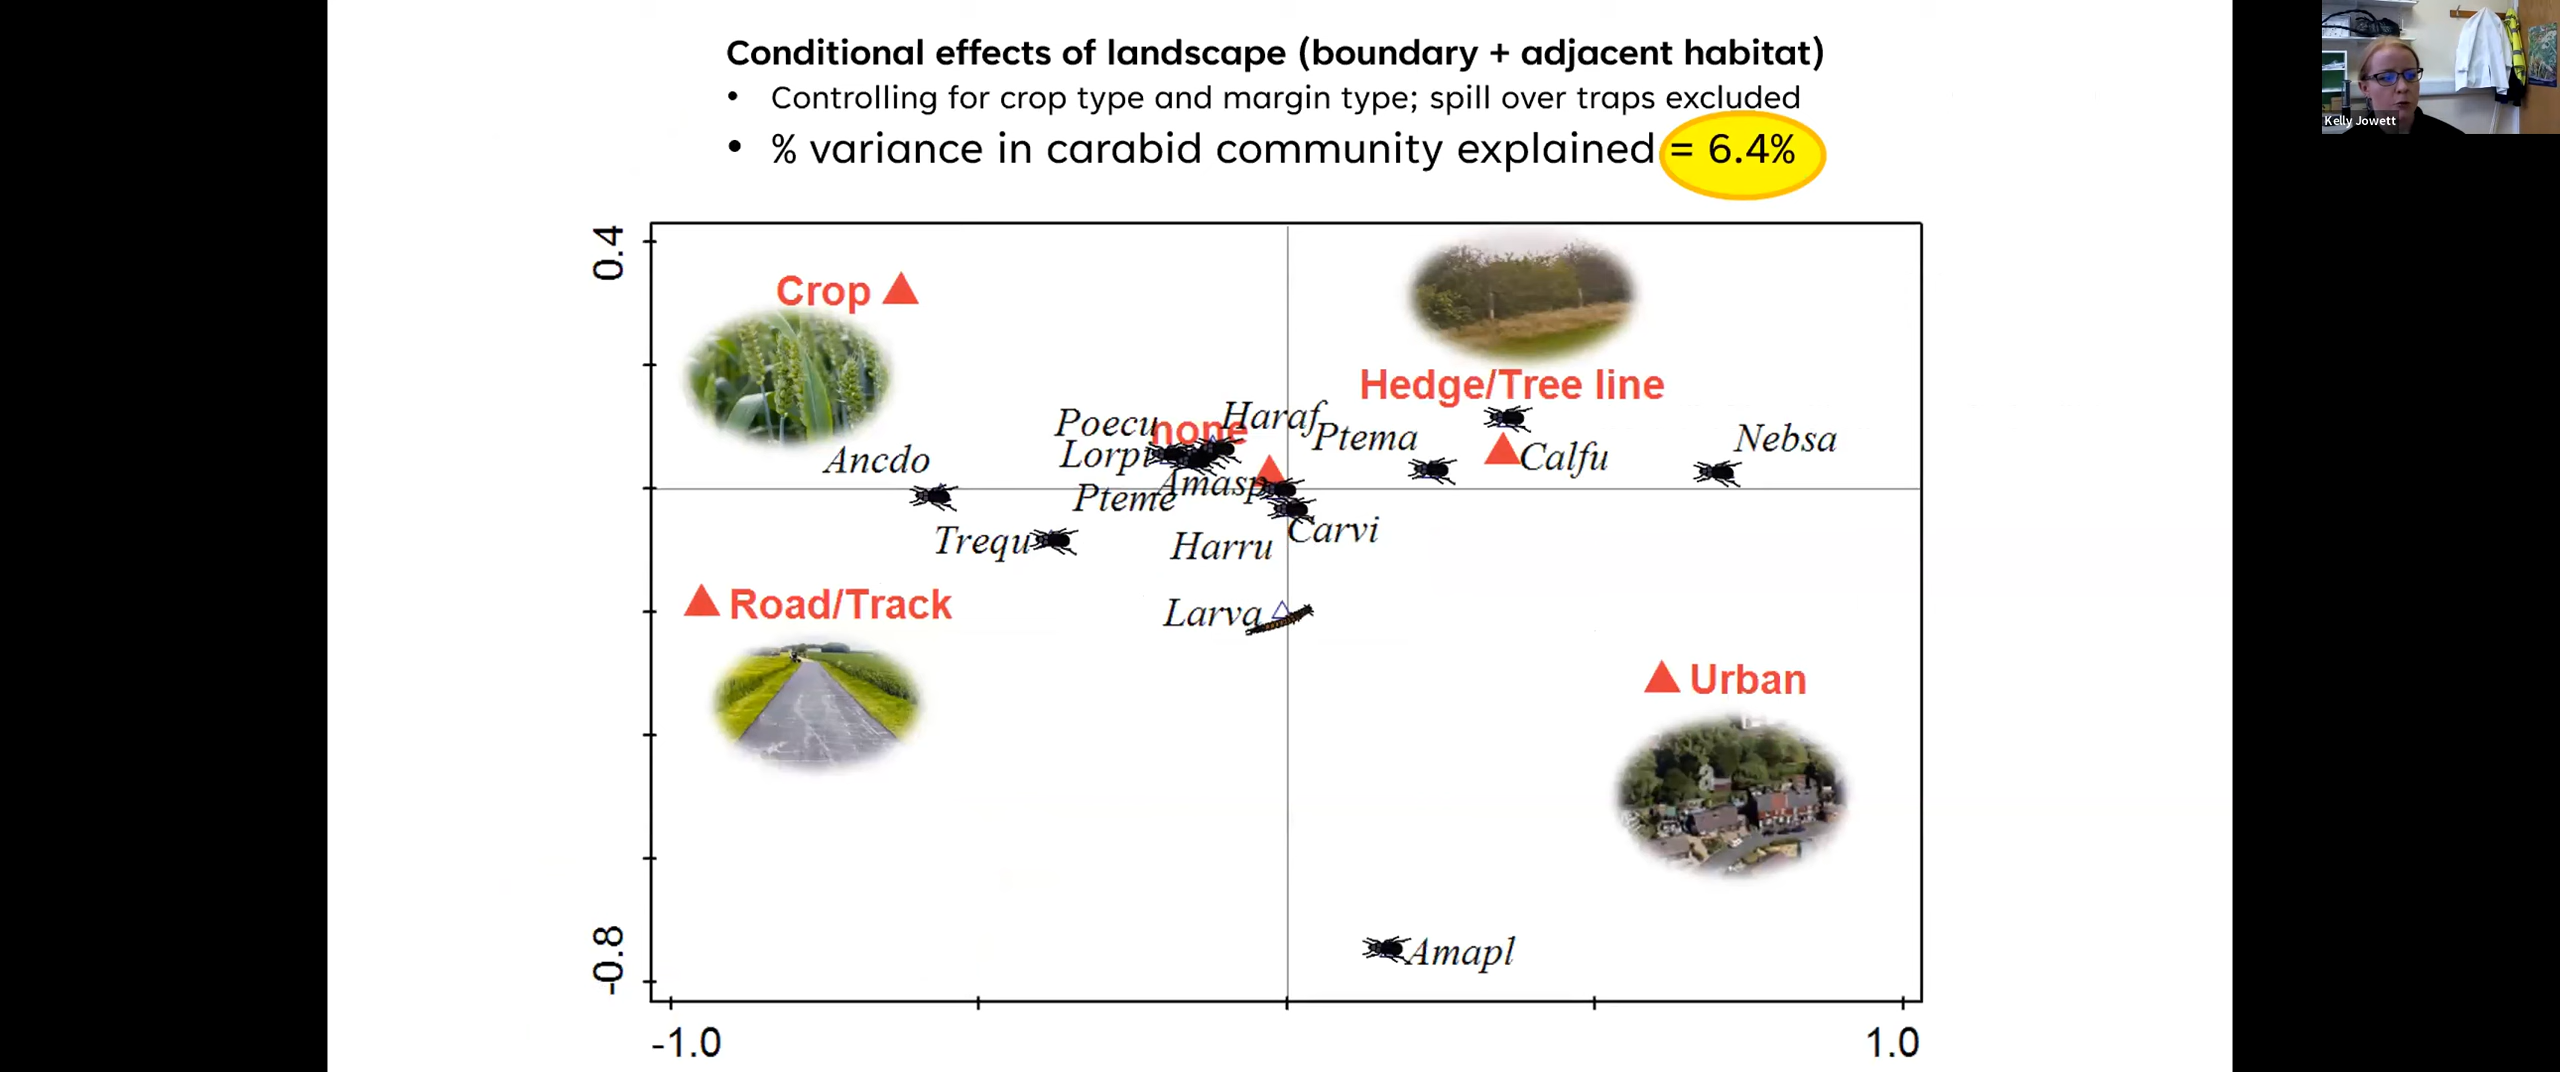 Conditional effects of landscape (boundary + adjacent habitat)
• Controlling for crop type and margin type; spill over traps excluded
• % variance in carabid community explained = 6.4%
Kelly Jowett
0.4
Crop
Hedge/Tree line
Poecu
none
Haraf
Ptema
Nebsa
Ancdo
Lorpi
Calfu
Amasp
Pteme
Trequ
Harru
Carvi
Road/Track
Larva
Urban
-0.8
Amapl
-1.0
1.0